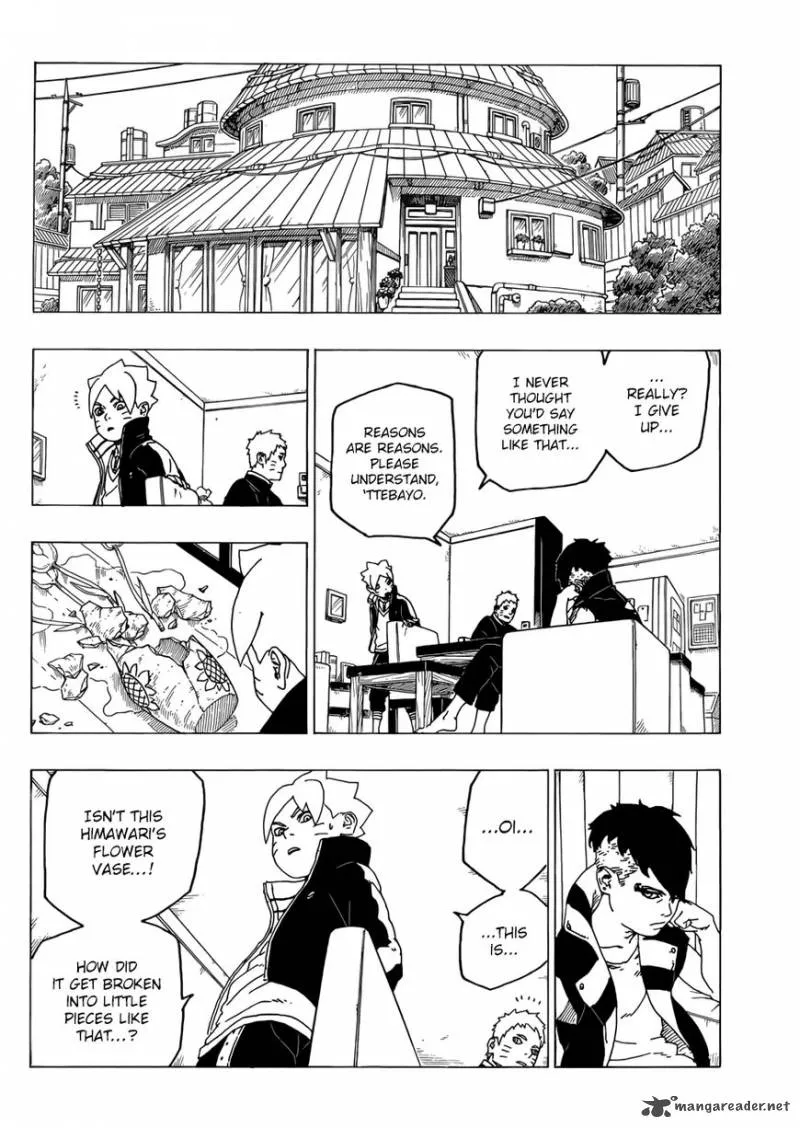 ...
REALLY?
I GIVE
UP...
I NEVER
THOUGHT
YOU'D SAY
SOMETHING
LIKE THAT...
REASONS
ARE REASONS.
PLEASE
UNDERSTAND,
'TTEBAYO.
...OI...
...THIS
IS...
ISN'T THIS
HIMAWARI'S
FLOWER
VASE...!
HOW DID
IT GET BROKEN
INTO LITTLE
PIECES LIKE
THAT...?
mangareader.net